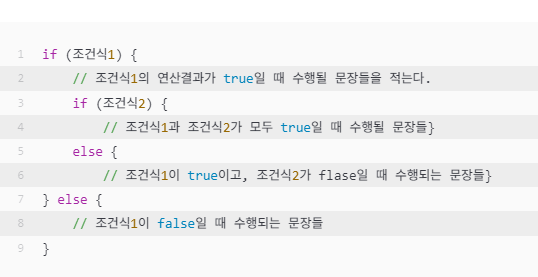 1 if (조건식1) {
2 // 조건식1의 연산결과가 true일 때 수행될 문장들을 적는다.
3 if (조건식2) {
4 // 조건식1과 조건식2가 모두 true일 때 수행될 문장들}
5 else {
6 // 조건식1이 true이고, 조건식2가 flase일 때 수행되는 문장들}
7 } else {
8 // 조건식1이 false일 때 수행되는 문장들
9 }